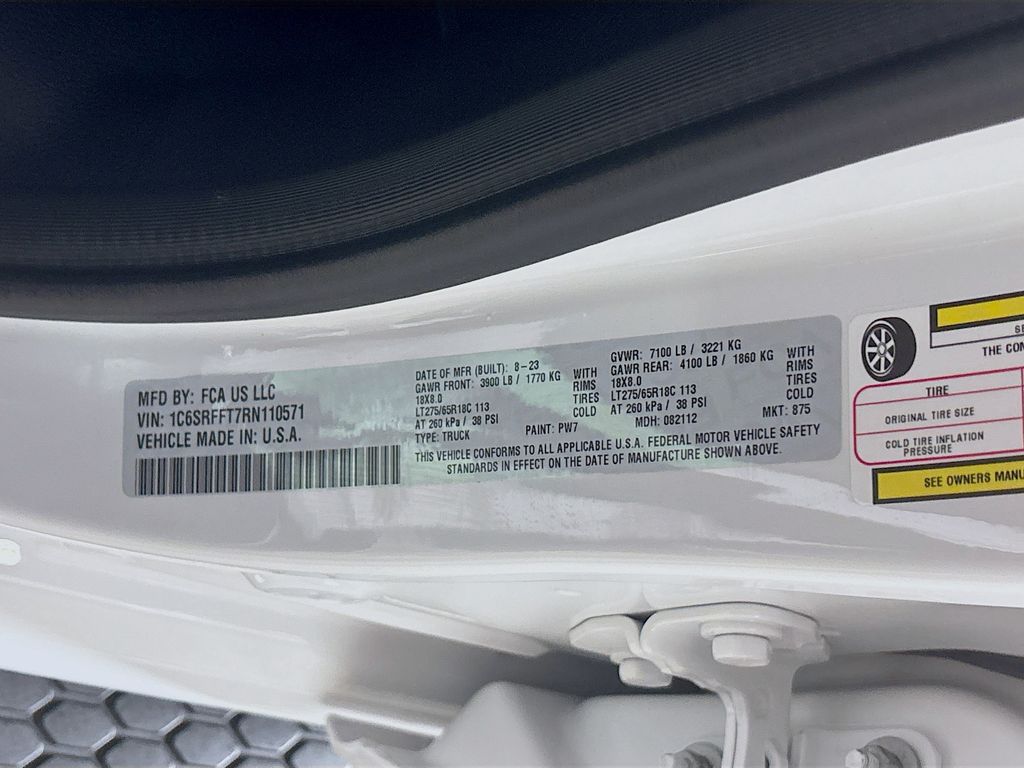 MFD BY: FCA US LLC
VIN: 1C6SRFFT7RN110571
VEHICLE MADE IN: U.S.A.
DATE OF MFR (BUILT): 8-23
GAWR FRONT: 3900 LB / 1770 KG WITH
18X8.0 RIMS
LT275/65R18C 113 TIRES
AT 260 kPa / 38 PSI COLD
TYPE: TRUCK PAINT: PW7
GVWR: 7100 LB / 3221 KG
GAWR REAR: 4100 LB / 1860 KG WITH
18X8.0 RIMS
LT275/65R18C 113 TIRES
AT 260 kPa / 38 PSI COLD
MDH: 082112 MKT: 875
THIS VEHICLE CONFORMS TO ALL APPLICABLE U.S.A. FEDERAL MOTOR VEHICLE SAFETY
STANDARDS IN EFFECT ON THE DATE OF MANUFACTURE SHOWN ABOVE.
THE
TIRE
ORIGINAL TIRE SIZE
COLD TIRE INFLATION
PRESSURE
SEE OWNERS